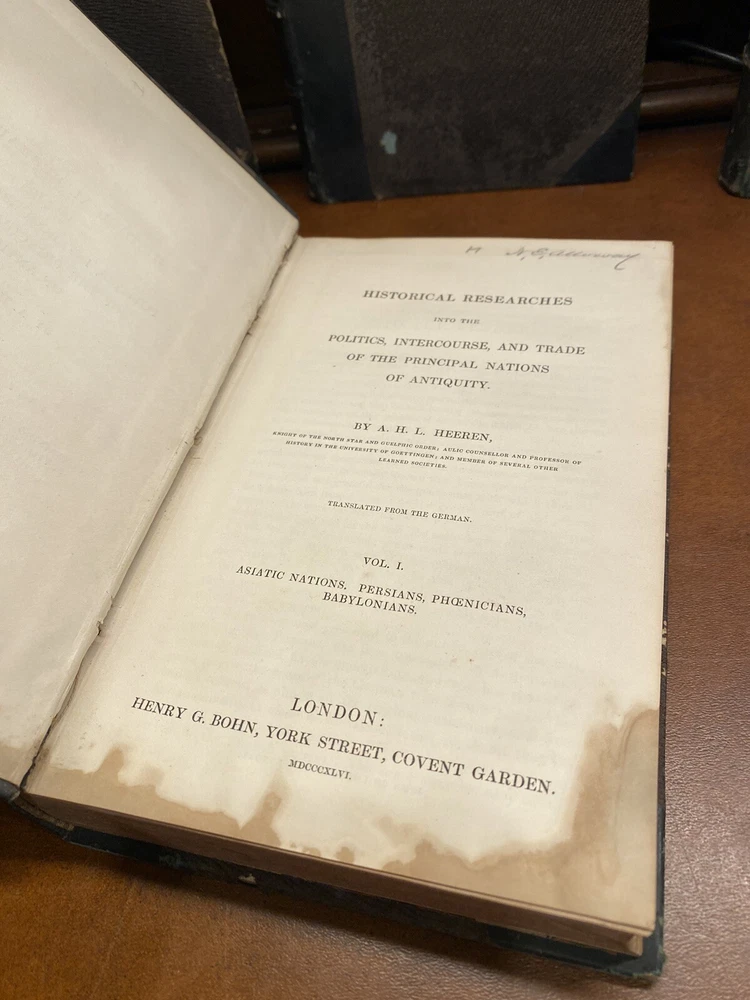 HISTORICAL RESEARCHES
INTO THE
POLITICS, INTERCOURSE, AND TRADE
OF THE PRINCIPAL NATIONS
OF ANTIQUITY.
BY A. H. L. HEEREN,
KNIGHT OF THE NORTH STAR AND GUELPHIC ORDER; AULIC COUNSELLOR AND PROFESSOR OF
HISTORY IN THE UNIVERSITY OF GOETTINGEN; AND MEMBER OF SEVERAL OTHER
LEARNED SOCIETIES.
TRANSLATED FROM THE GERMAN.
VOL. I.
ASIATIC NATIONS. PERSIANS, PHŒNICIANS,
BABYLONIANS.
LONDON:
HENRY G. BOHN, YORK STREET, COVENT GARDEN.
MDCCCXLVI.